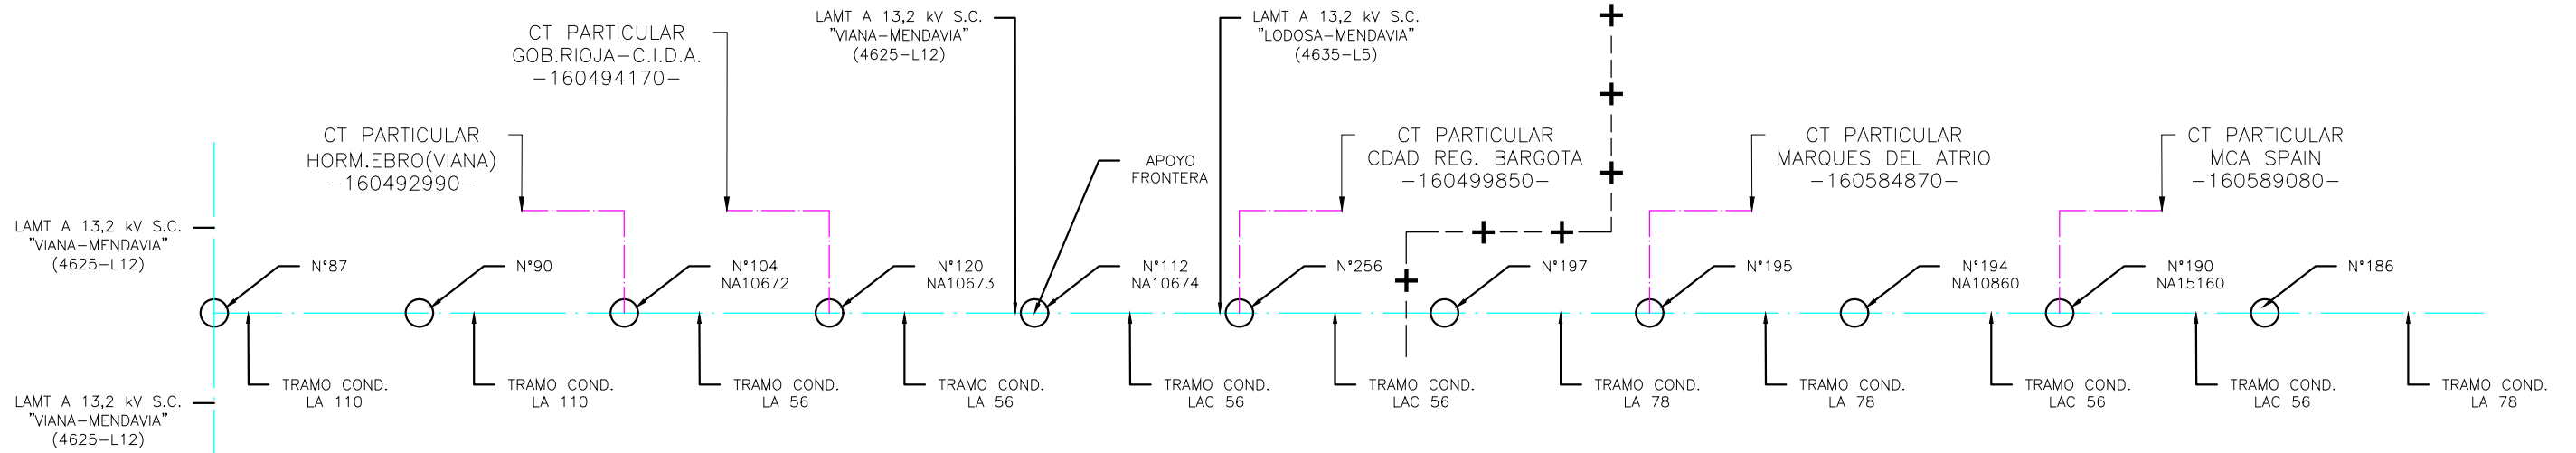 LAMT A 13,2 kV S.C.
"VIANA-MENDAVIA"
(4625-L12)
LAMT A 13,2 kV S.C.
"LODOSA-MENDAVIA"
(4635-L5)
CT PARTICULAR
GOB.RIOJA-C.I.D.A.
-160494170-
CT PARTICULAR
HORM.EBRO(VIANA)
-160492990-
APOYO
FRONTERA
CT PARTICULAR
CDAD REG. BARGOTA
-160499850-
CT PARTICULAR
MARQUES DEL ATRIO
-160584870-
CT PARTICULAR
MCA SPAIN
-160589080-
LAMT A 13,2 kV S.C.
"VIANA-MENDAVIA"
(4625-L12)
N°87
N°90
N°104
NA10672
N°120
NA10673
N°112
NA10674
N°256
N°197
N°195
N°194
NA10860
N°190
NA15160
N°186
TRAMO COND.
LA 110
TRAMO COND.
LA 110
TRAMO COND.
LA 56
TRAMO COND.
LA 56
TRAMO COND.
LAC 56
TRAMO COND.
LAC 56
TRAMO COND.
LA 78
TRAMO COND.
LA 78
TRAMO COND.
LAC 56
TRAMO COND.
LAC 56
TRAMO COND.
LA 78
LAMT A 13,2 kV S.C.
"VIANA-MENDAVIA"
(4625-L12)